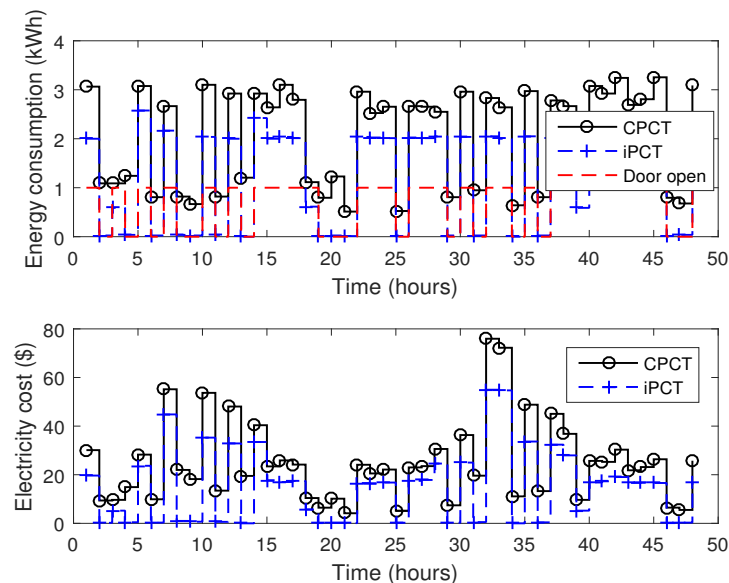 Energy consumption (kWh)
4
3
2
1
0
CPCT
iPCT
Door open
0 5 10 15 20 25 30 35 40 45 50
Time (hours)
Electricity cost ($)
80
60
40
20
0
CPCT
iPCT
0 5 10 15 20 25 30 35 40 45 50
Time (hours)